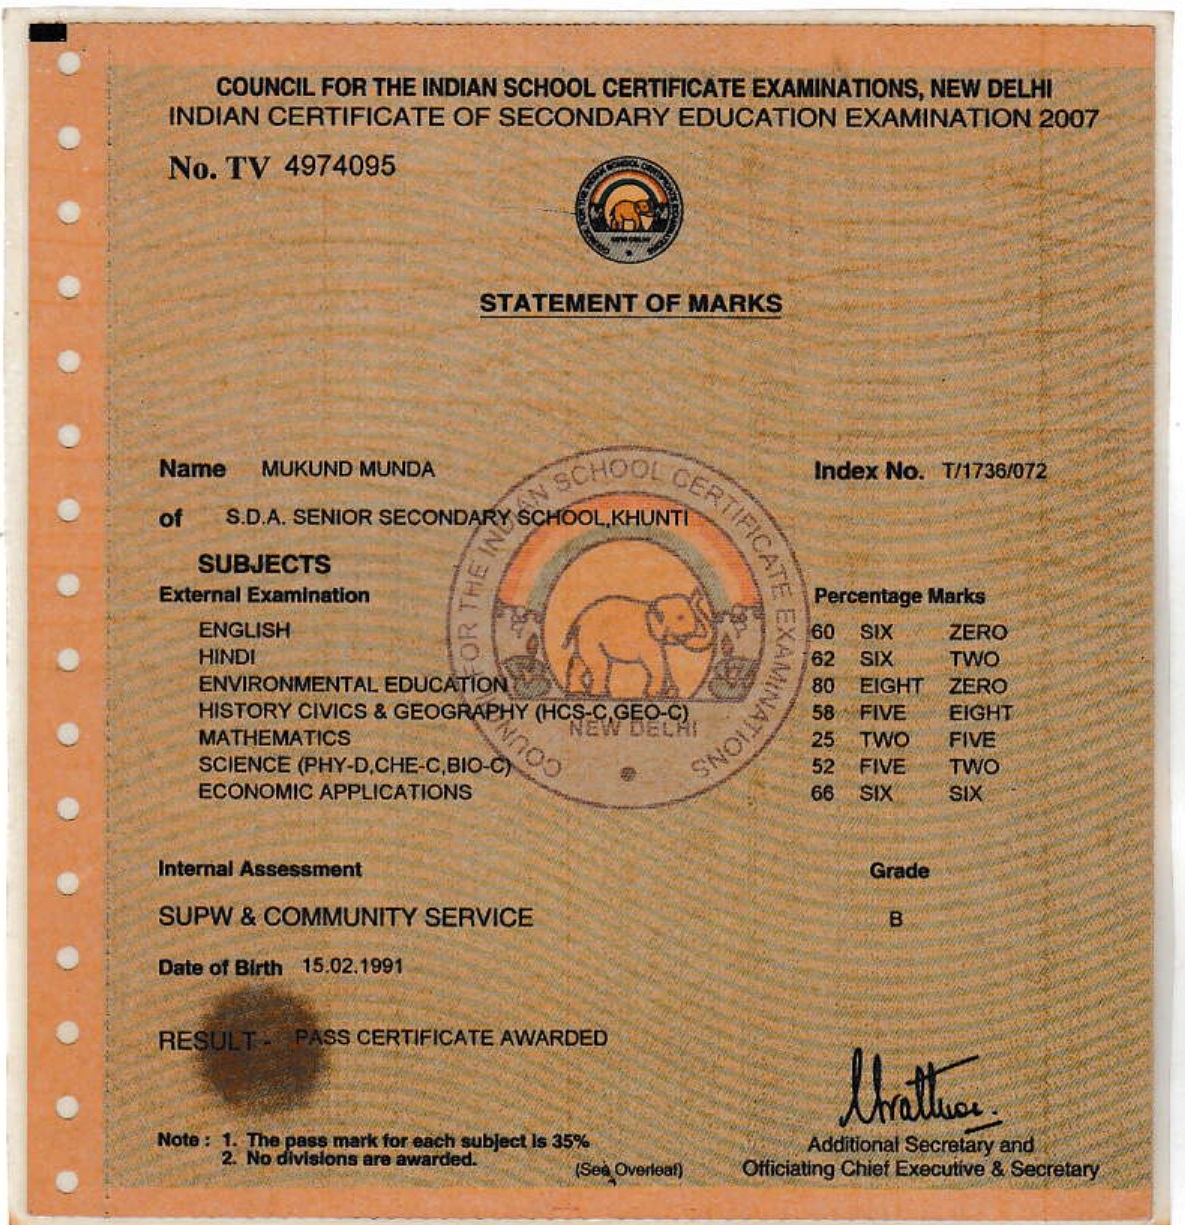 COUNCIL FOR THE INDIAN SCHOOL CERTIFICATE EXAMINATIONS, NEW DELHI
INDIAN CERTIFICATE OF SECONDARY EDUCATION EXAMINATION 2007
No. TV 4974095
STATEMENT OF MARKS
Name MUKUND MUNDA Index No. T/1736/072
of S.D.A. SENIOR SECONDARY SCHOOL,KHUNTI
SUBJECTS
External Examination Percentage Marks
ENGLISH 60 SIX ZERO
HINDI 62 SIX TWO
ENVIRONMENTAL EDUCATION 80 EIGHT ZERO
HISTORY CIVICS & GEOGRAPHY (HCS-C,GEO-C) 58 FIVE EIGHT
MATHEMATICS 25 TWO FIVE
SCIENCE (PHY-D,CHE-C,BIO-C) 52 FIVE TWO
ECONOMIC APPLICATIONS 66 SIX SIX
COUNCIL FOR THE INDIAN SCHOOL CERTIFICATE EXAMINATIONS
NEW DELHI
Internal Assessment Grade
SUPW & COMMUNITY SERVICE B
Date of Birth 15.02.1991
RESULT - PASS CERTIFICATE AWARDED
Note : 1. The pass mark for each subject is 35%
2. No divisions are awarded.
(See Overleaf)
Additional Secretary and
Officiating Chief Executive & Secretary